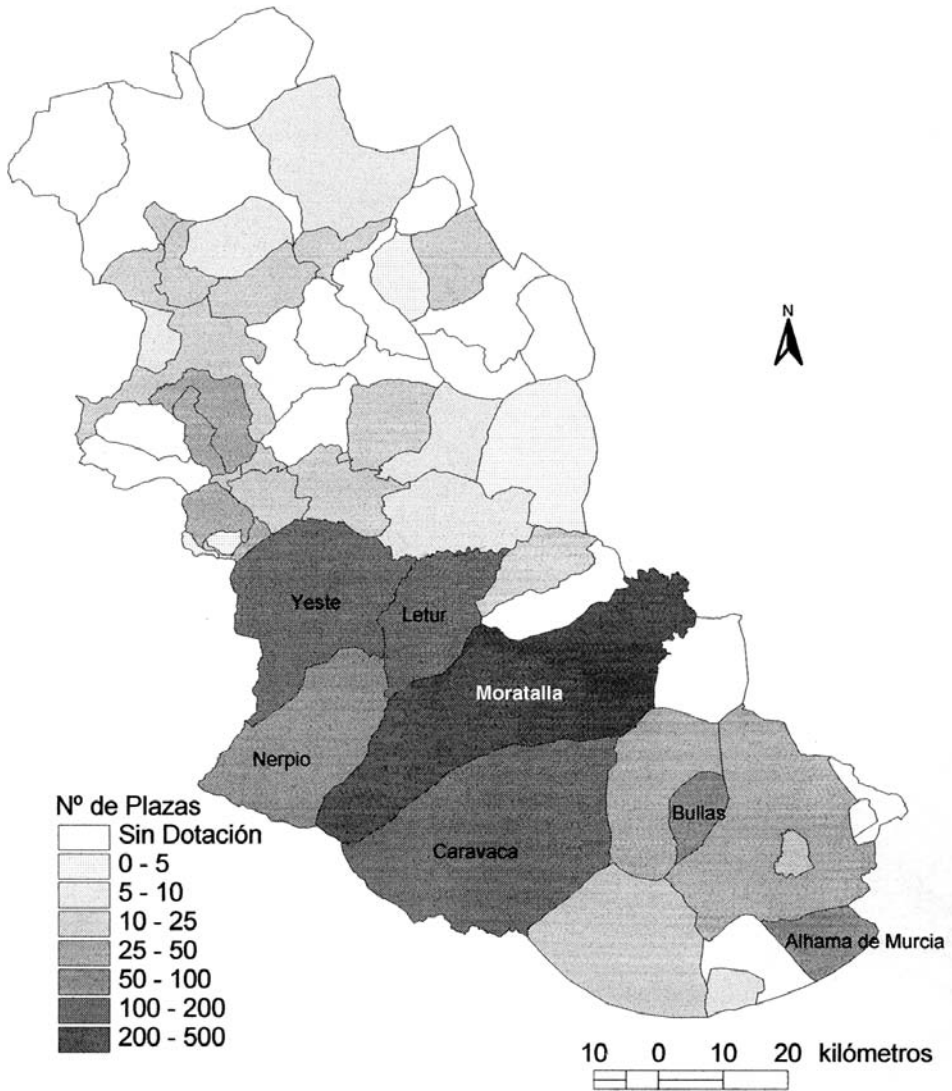 N
Yeste
Letur
Moratalla
Nerpio
Bullas
Caravaca
Alhama de Murcia
Nº de Plazas
Sin Dotación
0 - 5
5 - 10
10 - 25
25 - 50
50 - 100
100 - 200
200 - 500
10 0 10 20 kilómetros